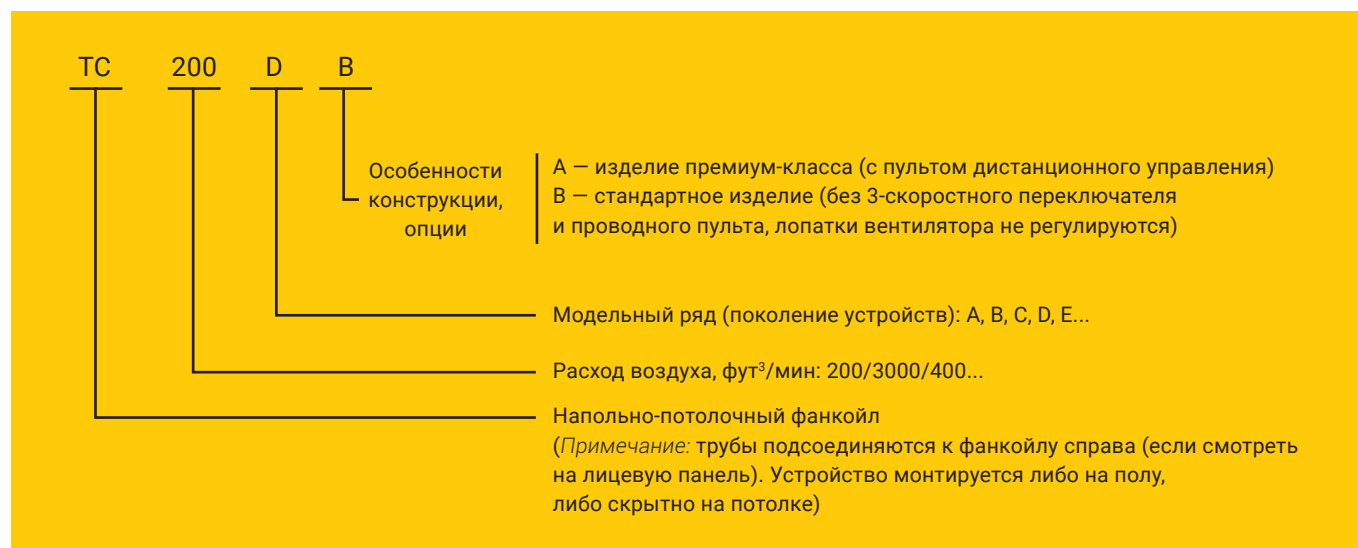 TC 200 D B
Особенности
конструкции,
опции
A — изделие премиум-класса (с пультом дистанционного управления)
B — стандартное изделие (без 3-скоростного переключателя
и проводного пульта, лопатки вентилятора не регулируются)
Модельный ряд (поколение устройств): A, B, C, D, E...
Расход воздуха, фут³/мин: 200/3000/400...
Напольно-потолочный фанкойл
(Примечание: трубы подсоединяются к фанкойлу справа (если смотреть
на лицевую панель). Устройство монтируется либо на полу,
либо скрытно на потолке)